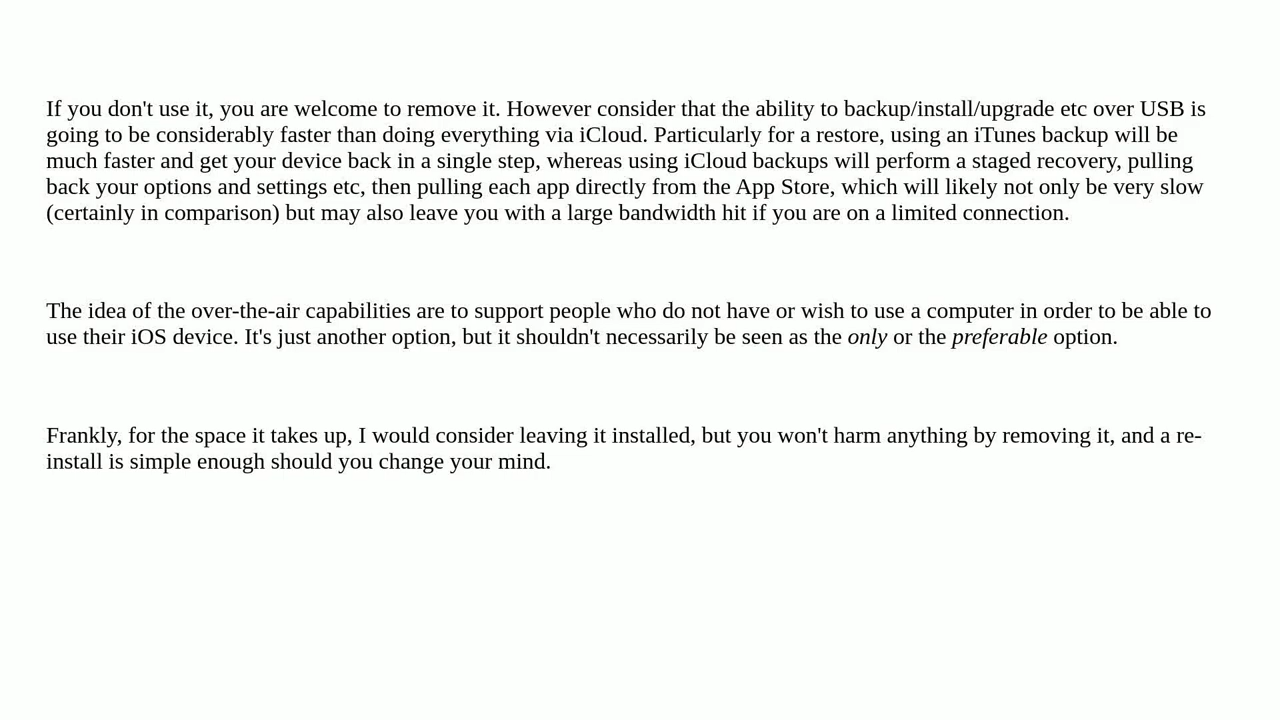 If you don't use it, you are welcome to remove it. However consider that the ability to backup/install/upgrade etc over USB is
going to be considerably faster than doing everything via iCloud. Particularly for a restore, using an iTunes backup will be
much faster and get your device back in a single step, whereas using iCloud backups will perform a staged recovery, pulling
back your options and settings etc, then pulling each app directly from the App Store, which will likely not only be very slow
(certainly in comparison) but may also leave you with a large bandwidth hit if you are on a limited connection.
The idea of the over-the-air capabilities are to support people who do not have or wish to use a computer in order to be able to
use their iOS device. It's just another option, but it shouldn't necessarily be seen as the only or the preferable option.
Frankly, for the space it takes up, I would consider leaving it installed, but you won't harm anything by removing it, and a re-
install is simple enough should you change your mind.